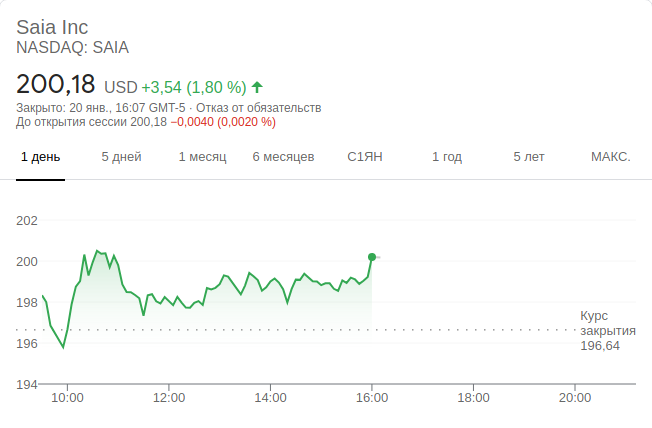 Saia Inc
NASDAQ: SAIA
200,18 USD +3,54 (1,80 %)
Закрыто: 20 янв., 16:07 GMT-5 · Отказ от обязательств
До открытия сессии 200,18 −0,0040 (0,0020 %)
1 день 5 дней 1 месяц 6 месяцев С1ЯН 1 год 5 лет МАКС.
202
200
198
Курс
закрытия
196,64
196
194
10:00 12:00 14:00 16:00 18:00 20:00